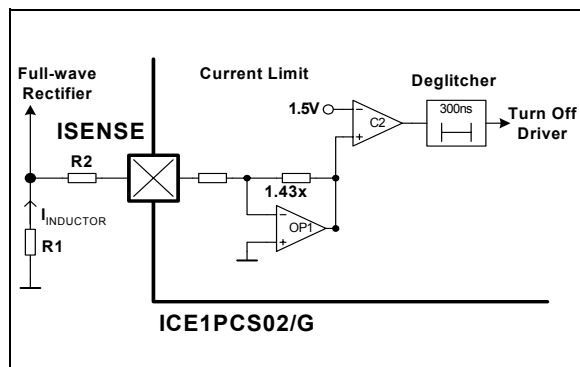 Full-wave
Rectifier
Current Limit
Deglitcher
ISENSE
1.5V
C2
300ns
Turn Off
Driver
R2
1.43x
IINDUCTOR
R1
OP1
ICE1PCS02/G